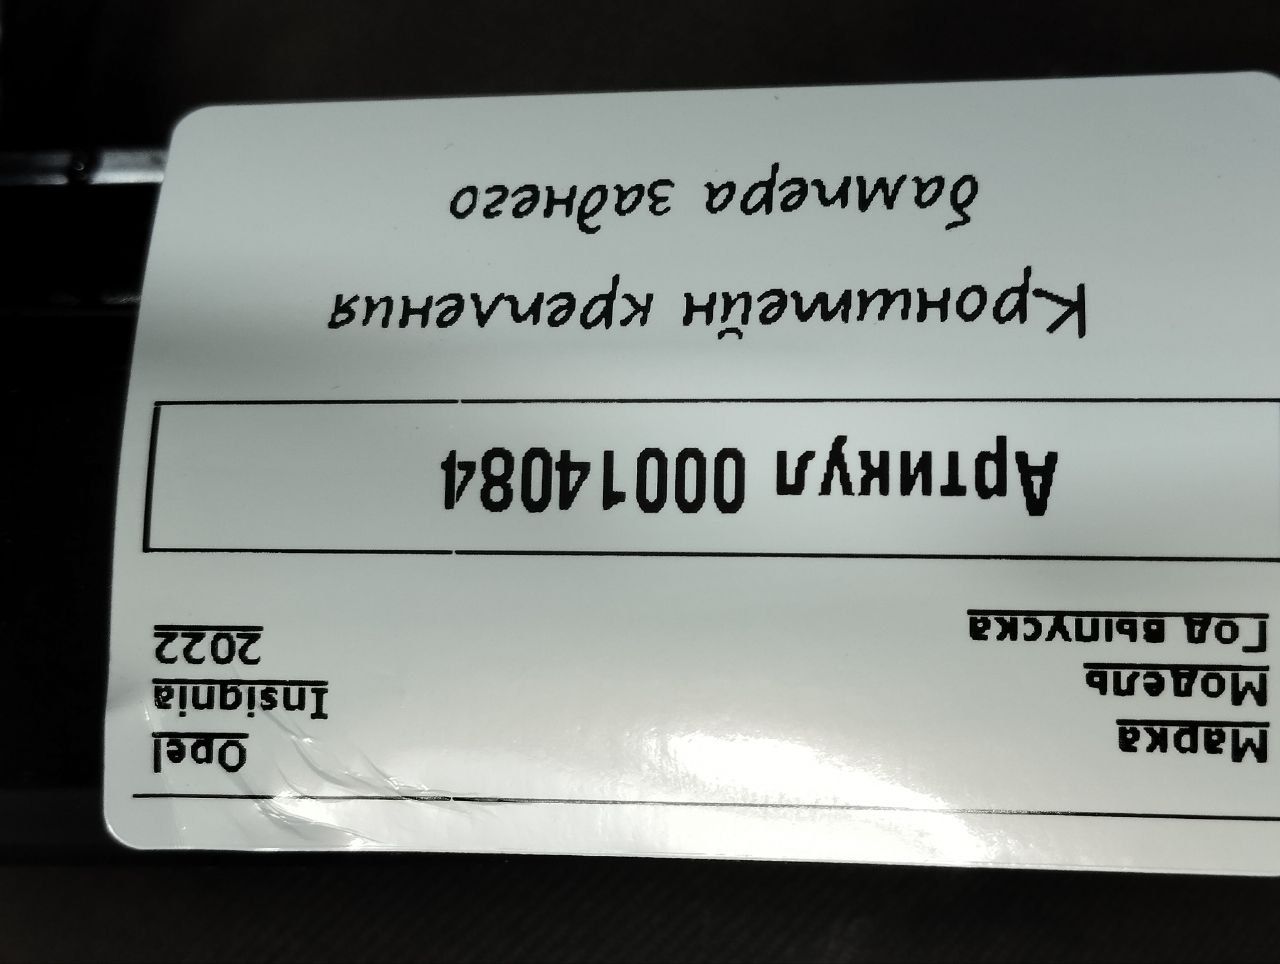 Марка Opel
Модель Insignia
Год выпуска 2022
Артикул 00014084
Кронштейн крепления
бампера заднего